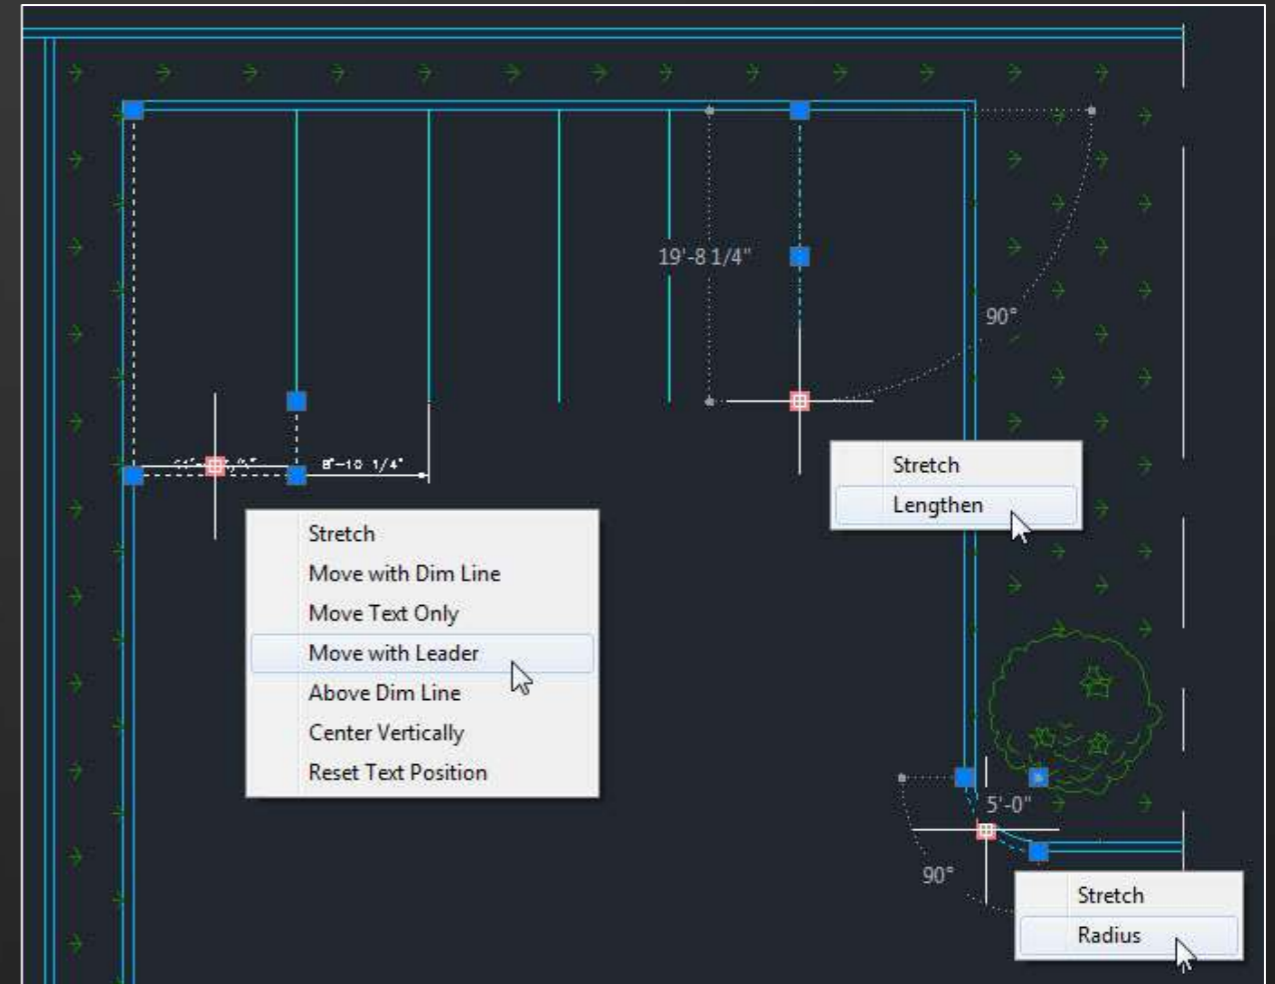 19'-8 1/4"
90°
8'-10 1/4"
Stretch
Lengthen
Stretch
Move with Dim Line
Move Text Only
Move with Leader
Above Dim Line
Center Vertically
Reset Text Position
5'-0"
90°
Stretch
Radius